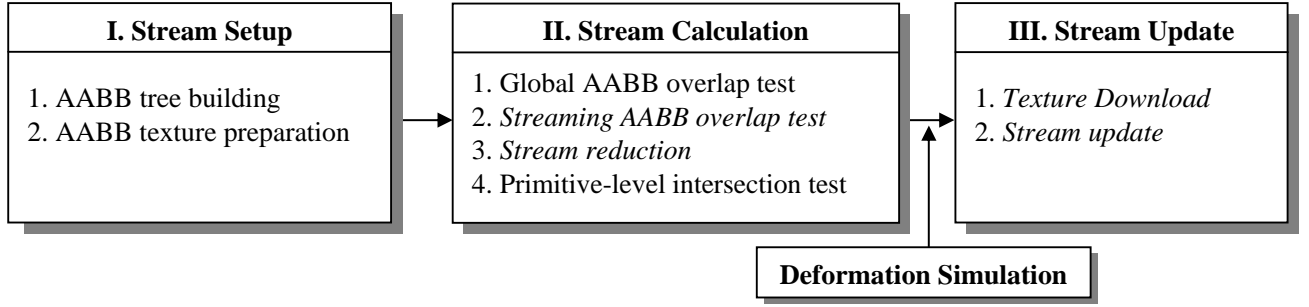 I. Stream Setup
1. AABB tree building
2. AABB texture preparation
II. Stream Calculation
1. Global AABB overlap test
2. Streaming AABB overlap test
3. Stream reduction
4. Primitive-level intersection test
III. Stream Update
1. Texture Download
2. Stream update
Deformation Simulation